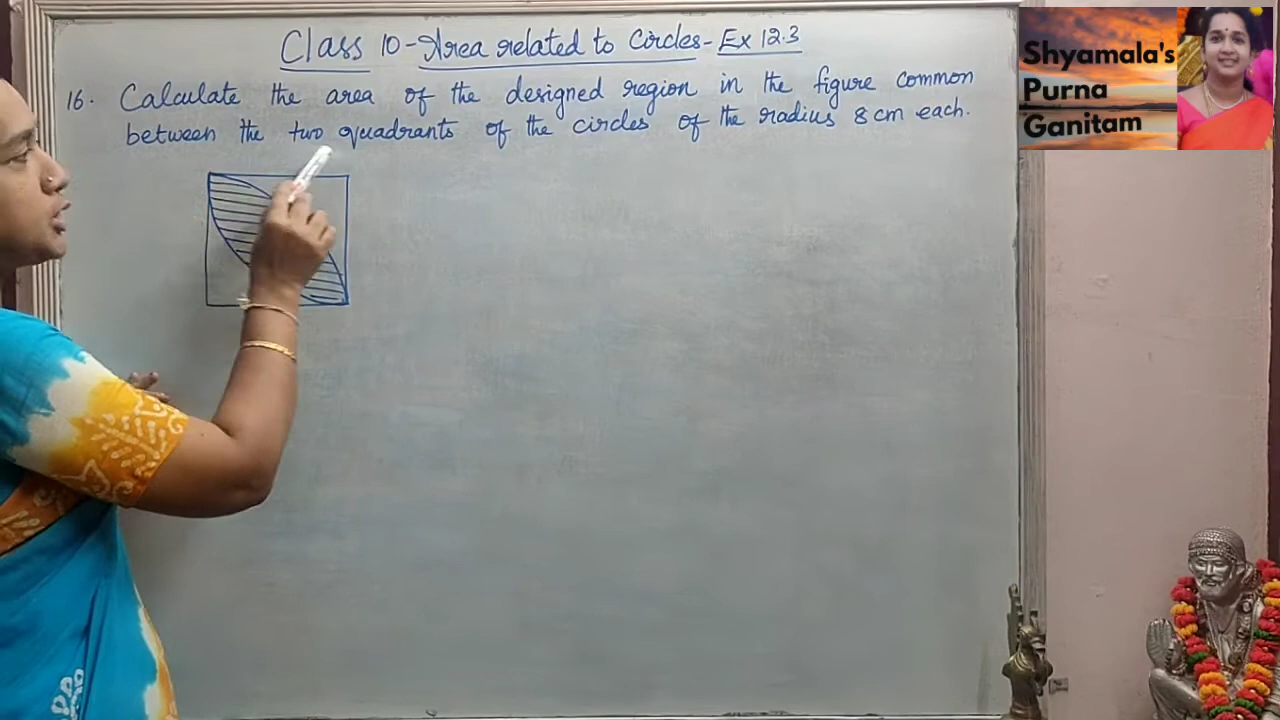 Class 10 - Area related to Circles - Ex 12.3
16. Calculate the area of the designed region in the figure common
between the two quadrants of the circles of the radius 8 cm each.
Shyamala's
Purna
Ganitam